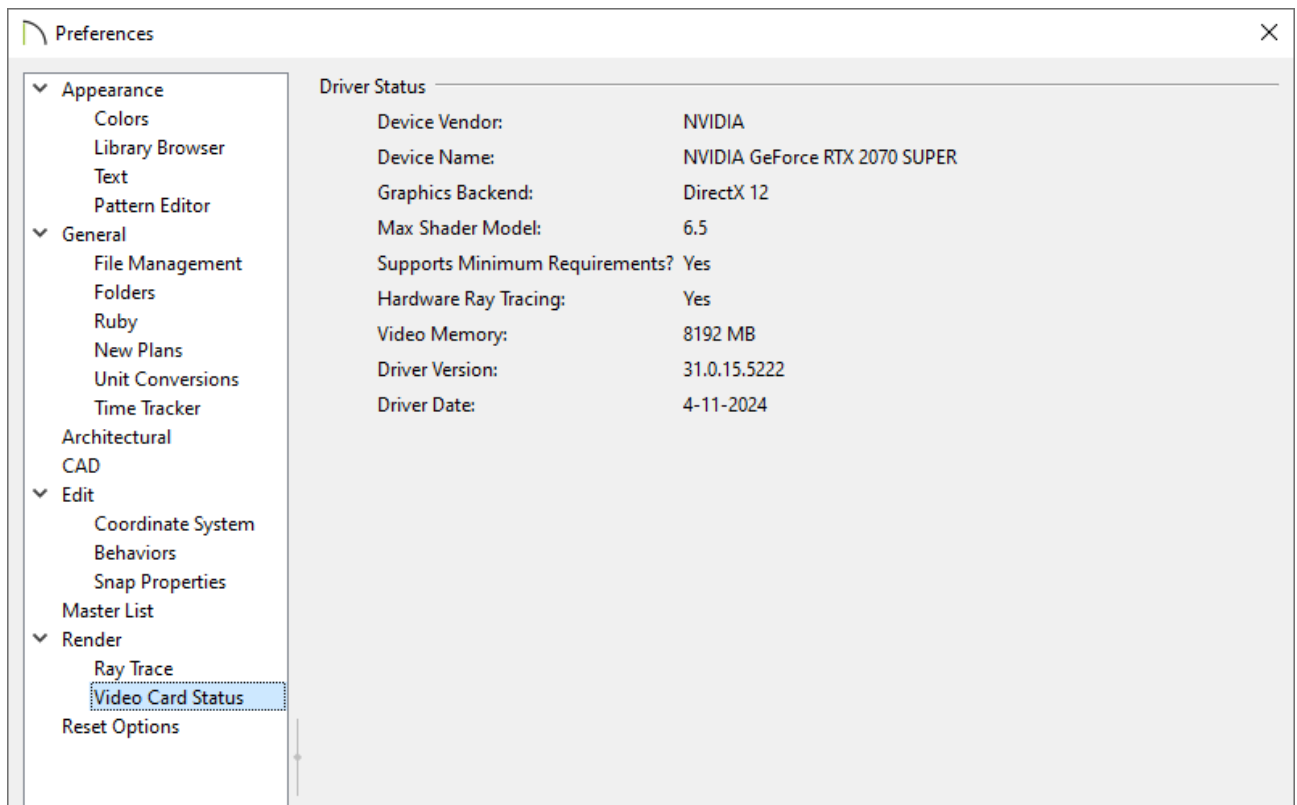 Preferences
Appearance
Colors
Library Browser
Text
Pattern Editor
General
File Management
Folders
Ruby
New Plans
Unit Conversions
Time Tracker
Architectural
CAD
Edit
Coordinate System
Behaviors
Snap Properties
Master List
Render
Ray Trace
Video Card Status
Reset Options
Driver Status
Device Vendor: NVIDIA
Device Name: NVIDIA GeForce RTX 2070 SUPER
Graphics Backend: DirectX 12
Max Shader Model: 6.5
Supports Minimum Requirements? Yes
Hardware Ray Tracing: Yes
Video Memory: 8192 MB
Driver Version: 31.0.15.5222
Driver Date: 4-11-2024